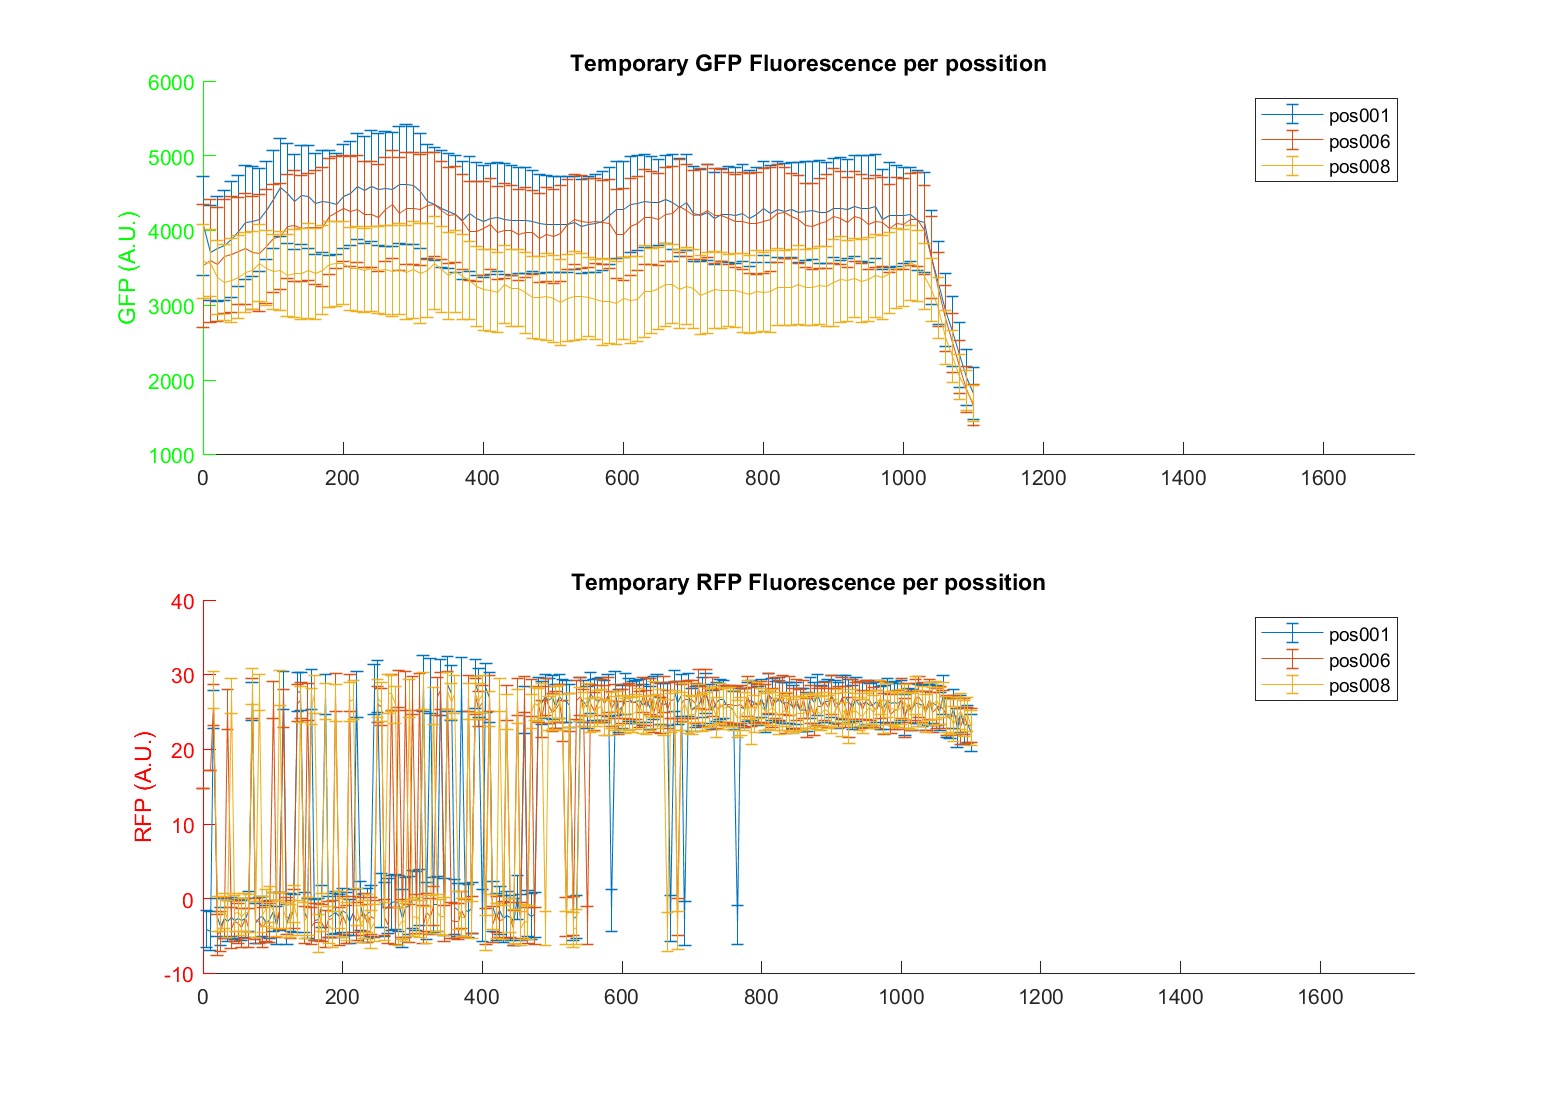 Temporary GFP Fluorescence per possition
GFP (A.U.)
6000
5000
4000
3000
2000
1000
0 200 400 600 800 1000 1200 1400 1600
pos001
pos006
pos008
Temporary RFP Fluorescence per possition
RFP (A.U.)
40
30
20
10
0
-10
0 200 400 600 800 1000 1200 1400 1600
pos001
pos006
pos008